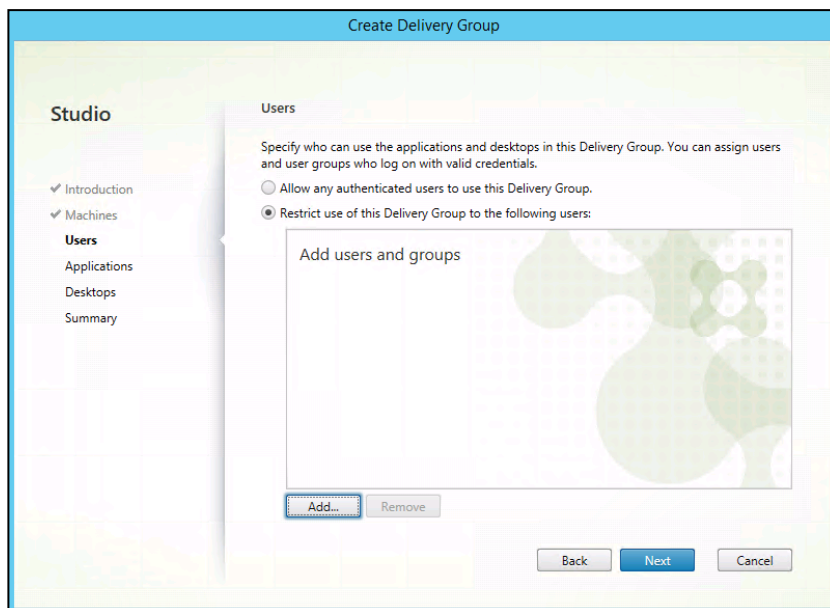 Create Delivery Group
Studio
Introduction
Machines
Users
Applications
Desktops
Summary
Users
Specify who can use the applications and desktops in this Delivery Group. You can assign users
and user groups who log on with valid credentials.
Allow any authenticated users to use this Delivery Group.
Restrict use of this Delivery Group to the following users:
Add users and groups
Add...
Remove
Back
Next
Cancel